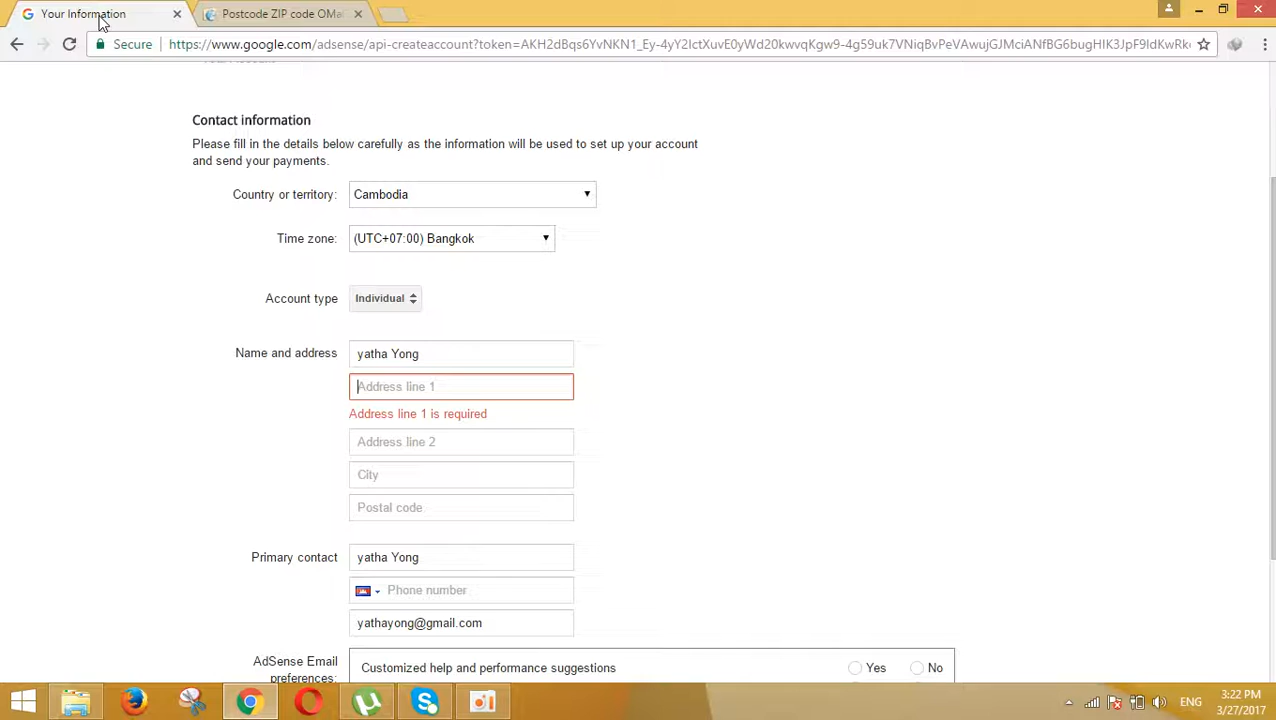 Your Information
Postcode ZIP code OMal
Secure
https://www.google.com/adsense/api-createaccount?token=
Contact information
Please fill in the details below carefully as the information will be used to set up your account
and send your payments.
Country or territory: Cambodia
Time zone: (UTC+07:00) Bangkok
Account type Individual
Name and address yatha Yong
Address line 1
Address line 1 is required
Address line 2
City
Postal code
Primary contact yatha Yong
Phone number
yathayong@gmail.com
AdSense Email
preferences:
Customized help and performance suggestions Yes No
ENG
3:22 PM
3/27/2017